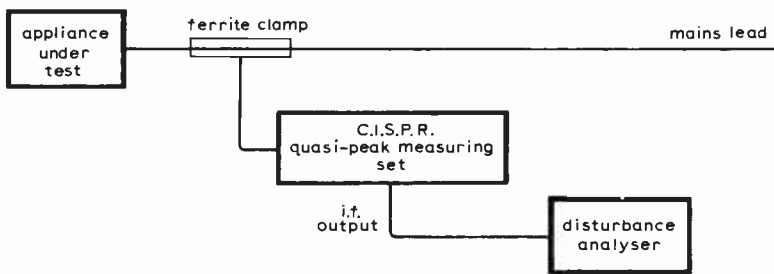 appliance
under
test
ferrite clamp
mains lead
C.I.S.P.R.
quasi-peak measuring
set
i.f.
output
disturbance
analyser